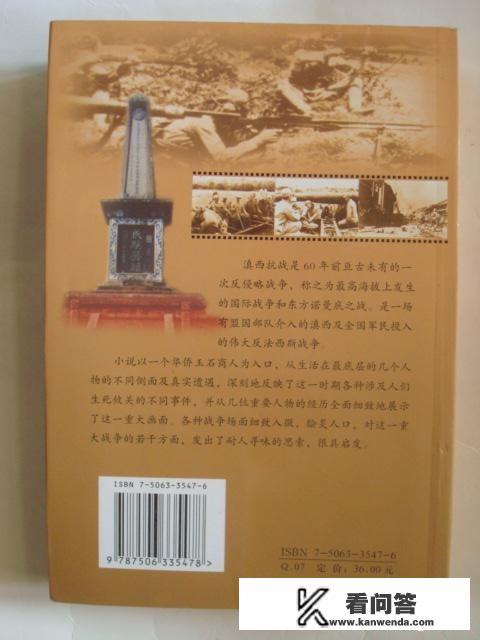 民族英雄
滇西抗战是60年前亘古未有的一
次反侵略战争，称之为最高海拔上发生
的国际战争和东方诺曼底之战。是一场
有盟国部队介入的滇西及全国军民投入
的伟大反法西斯战争。
小说以一个华侨玉石商人为入口，从生活在最底层的几个人
物的不同侧面及真实遭遇，深刻地反映了这一时期各种涉及人们
生死攸关的不同事件，并从几位重要人物的经历全面细致地展示
了这一重大画面。各种战争场面细致入微，脍炙人口，对这一重
大战争的若干方面，发出了耐人寻味的思索，很具启发。
ISBN 7-5063-3547-6
9 787506 335478 >
ISBN 7-5063-3547-6
Q.07 定价：36.00元
K 看问答
www.kanwenda.com